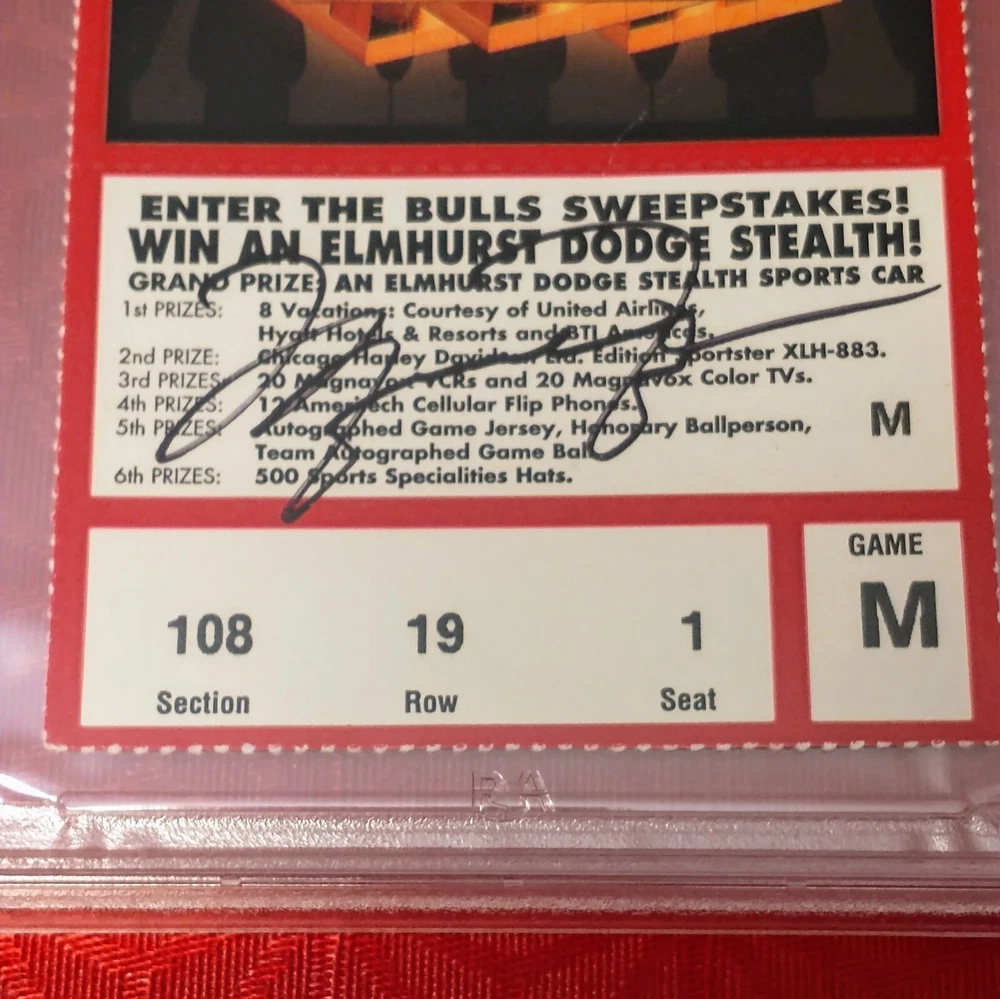 ENTER THE BULLS SWEEPSTAKES!
WIN AN ELMHURST DODGE STEALTH!
GRAND PRIZE: AN ELMHURST DODGE STEALTH SPORTS CAR
1st PRIZES: 8 Vacations: Courtesy of United Airlines,
Hyatt Hotels & Resorts and BTI Americas.
2nd PRIZE: Chicago Harley Davidson Ltd. Edition Sportster XLH-883.
3rd PRIZES: 20 Magnavox VCRs and 20 Magnavox Color TVs.
4th PRIZES: 12 Ameritech Cellular Flip Phones.
5th PRIZES: Autographed Game Jersey, Honorary Ballperson,
Team Autographed Game Ball.
6th PRIZES: 500 Sports Specialities Hats.
M
GAME
M
108 19 1
Section Row Seat
PSA